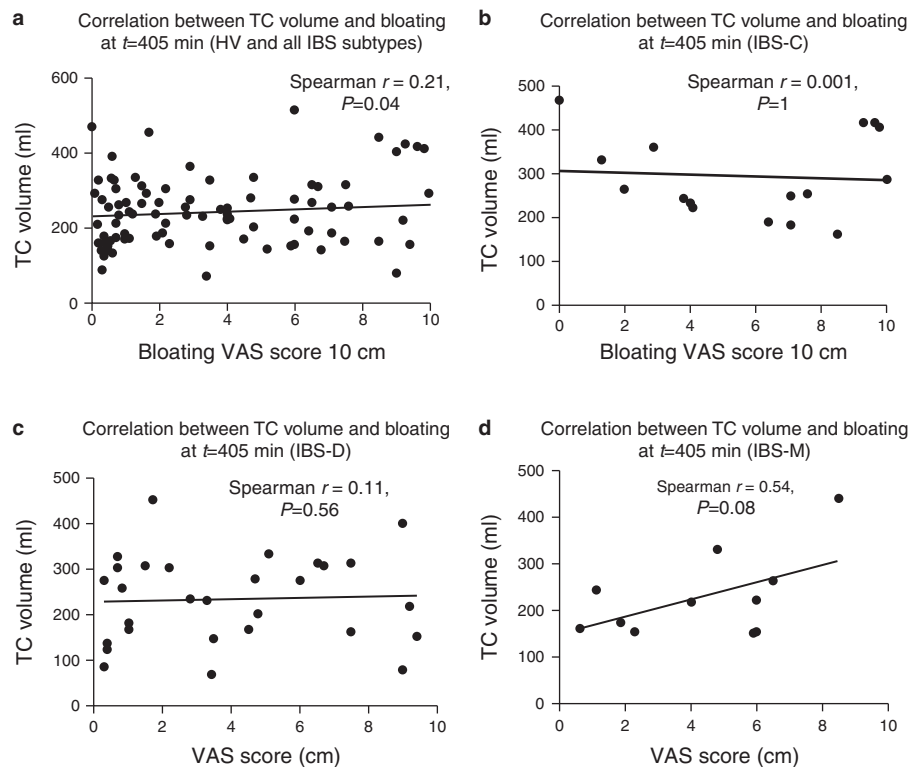 a
Correlation between TC volume and bloating
at t=405 min (HV and all IBS subtypes)
Spearman r = 0.21,
P=0.04
TC volume (ml)
600
400
200
0
0 2 4 6 8 10
Bloating VAS score 10 cm
b
Correlation between TC volume and bloating
at t=405 min (IBS-C)
Spearman r = 0.001,
P=1
TC volume (ml)
500
400
300
200
100
0
0 2 4 6 8 10
Bloating VAS score 10 cm
c
Correlation between TC volume and bloating
at t=405 min (IBS-D)
Spearman r = 0.11,
P=0.56
TC volume (ml)
500
400
300
200
100
0
0 2 4 6 8 10
VAS score (cm)
d
Correlation between TC volume and bloating
at t=405 min (IBS-M)
Spearman r = 0.54,
P=0.08
TC volume (ml)
500
400
300
200
100
0
0 2 4 6 8 10
VAS score (cm)